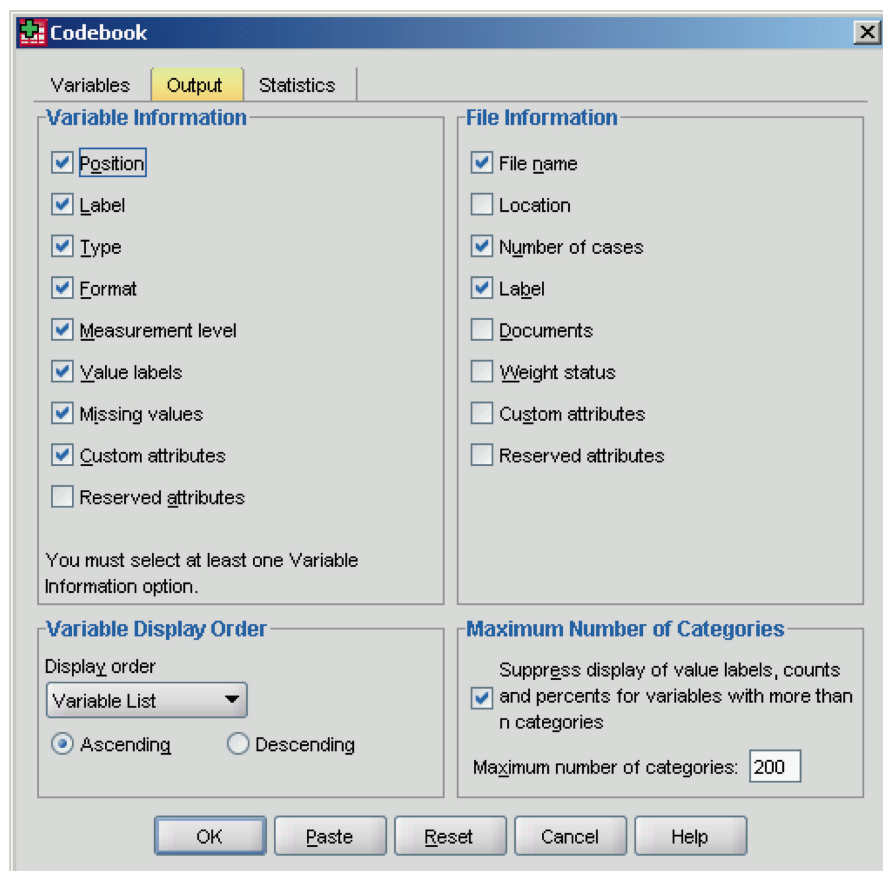 Codebook
Variables Output Statistics
Variable Information
Position
Label
Type
Format
Measurement level
Value labels
Missing values
Custom attributes
Reserved attributes
You must select at least one Variable
Information option.
File Information
File name
Location
Number of cases
Label
Documents
Weight status
Custom attributes
Reserved attributes
Variable Display Order
Display order
Variable List
Ascending Descending
Maximum Number of Categories
Suppress display of value labels, counts
and percents for variables with more than
n categories
Maximum number of categories: 200
OK Paste Reset Cancel Help